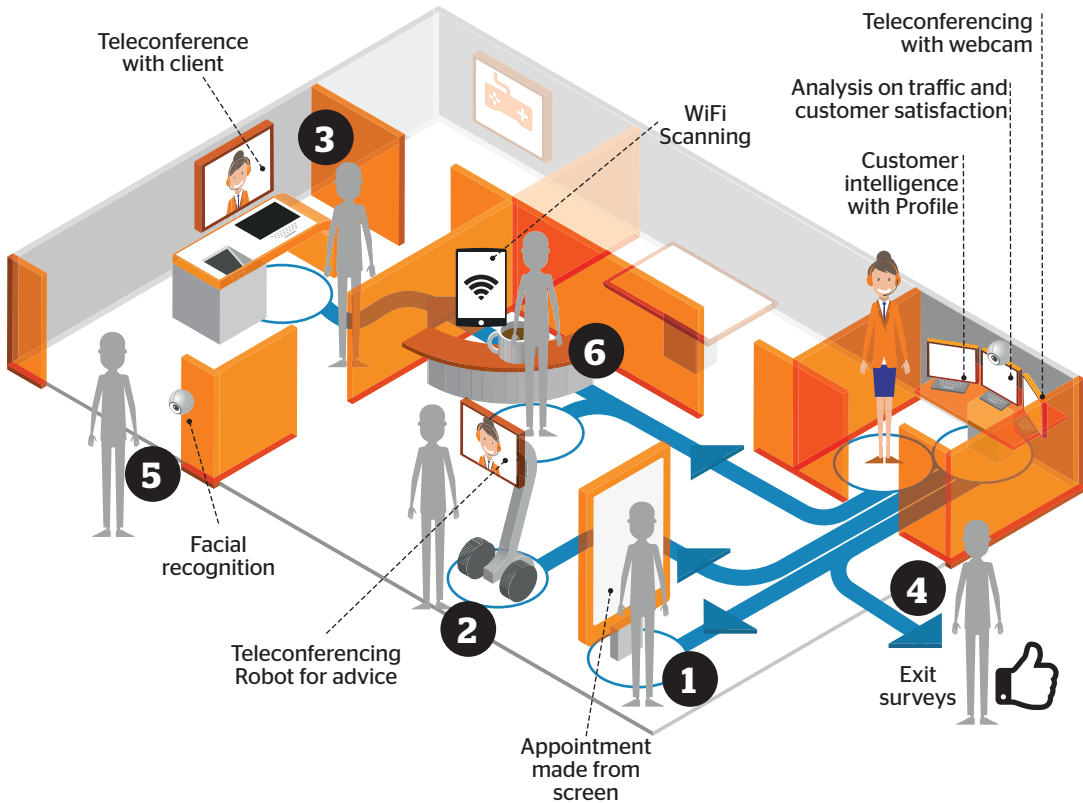 Teleconference
with client
3
WiFi
Scanning
Teleconferencing
with webcam
Analysis on traffic and
customer satisfaction
Customer
intelligence
with Profile
6
5
Facial
recognition
2
Teleconferencing
Robot for advice
1
Appointment
made from
screen
4
Exit
surveys